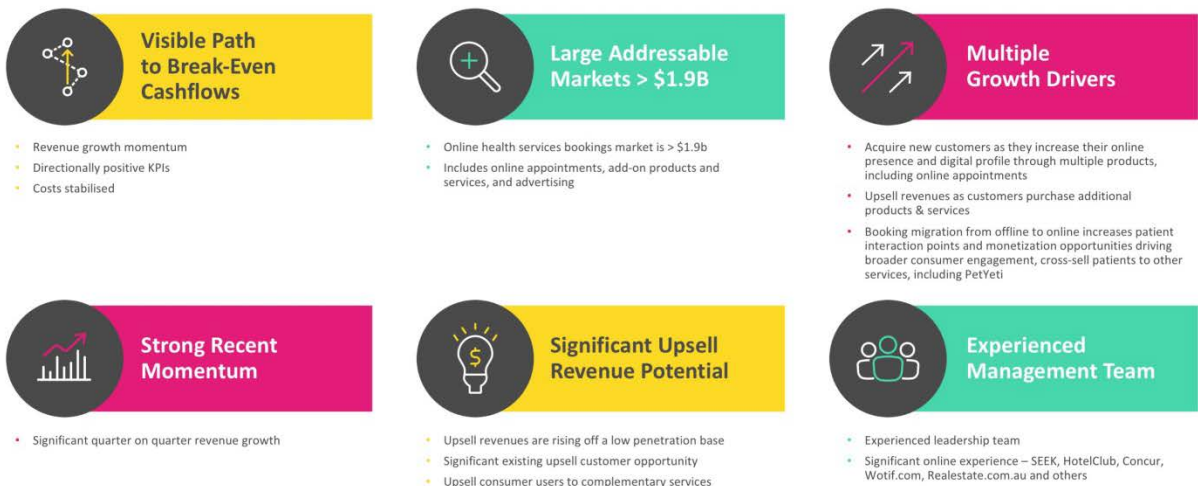 Visible Path
to Break-Even
Cashflows
• Revenue growth momentum
• Directionally positive KPIs
• Costs stabilised
Large Addressable
Markets > $1.9B
• Online health services bookings market is > $1.9b
• Includes online appointments, add-on products and
services, and advertising
Multiple
Growth Drivers
• Acquire new customers as they increase their online
presence and digital profile through multiple products,
including online appointments
• Upsell revenues as customers purchase additional
products & services
• Booking migration from offline to online increases patient
interaction points and monetization opportunities driving
broader consumer engagement, cross-sell patients to other
services, including PetYeti
Strong Recent
Momentum
• Significant quarter on quarter revenue growth
$
Significant Upsell
Revenue Potential
• Upsell revenues are rising off a low penetration base
• Significant existing upsell customer opportunity
• Upsell consumer users to complementary services
Experienced
Management Team
• Experienced leadership team
• Significant online experience – SEEK, HotelClub, Concur,
Wotif.com, Realestate.com.au and others